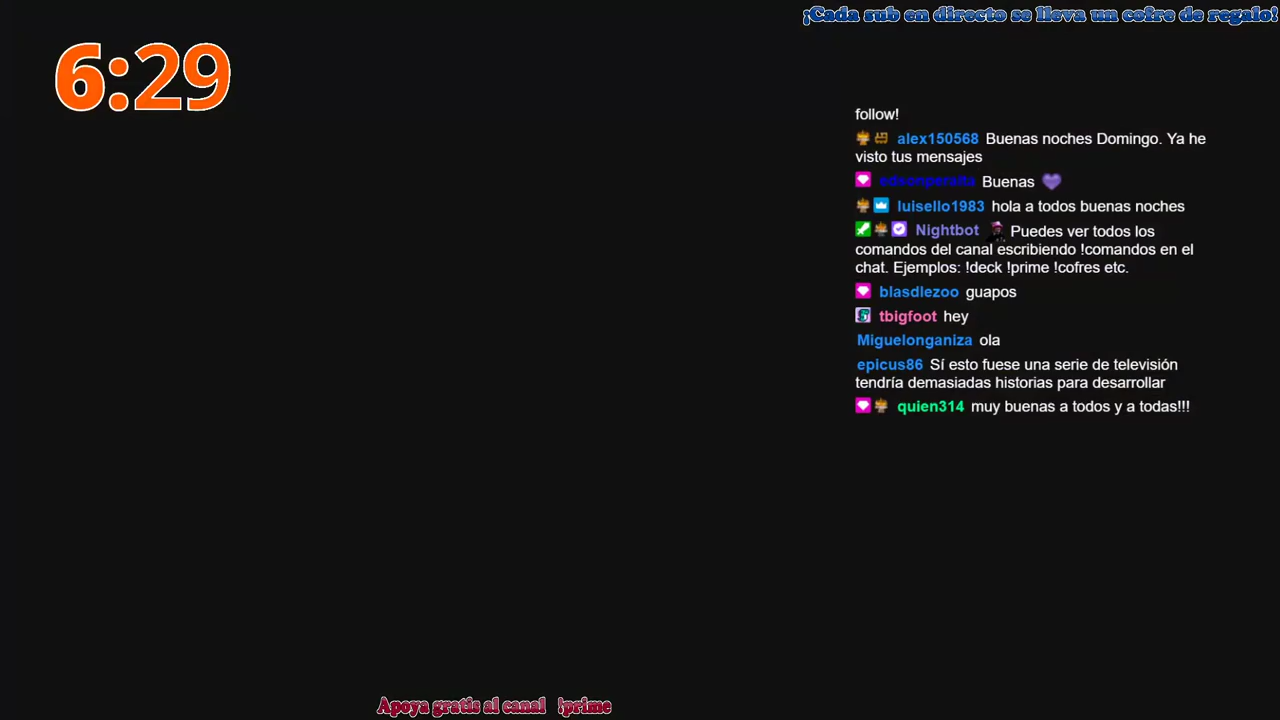 ¡Cada sub en directo se lleva un cofre de regalo!
6:29
follow!
alex150568 Buenas noches Domingo. Ya he
visto tus mensajes
edsonperalta Buenas
luisello1983 hola a todos buenas noches
Nightbot Puedes ver todos los
comandos del canal escribiendo !comandos en el
chat. Ejemplos: !deck !prime !cofres etc.
blasdlezoo guapos
tbigfoot hey
Miguelonganiza ola
epicus86 Sí esto fuese una serie de televisión
tendría demasiadas historias para desarrollar
quien314 muy buenas a todos y a todas!!!
Apoya gratis al canal !prime